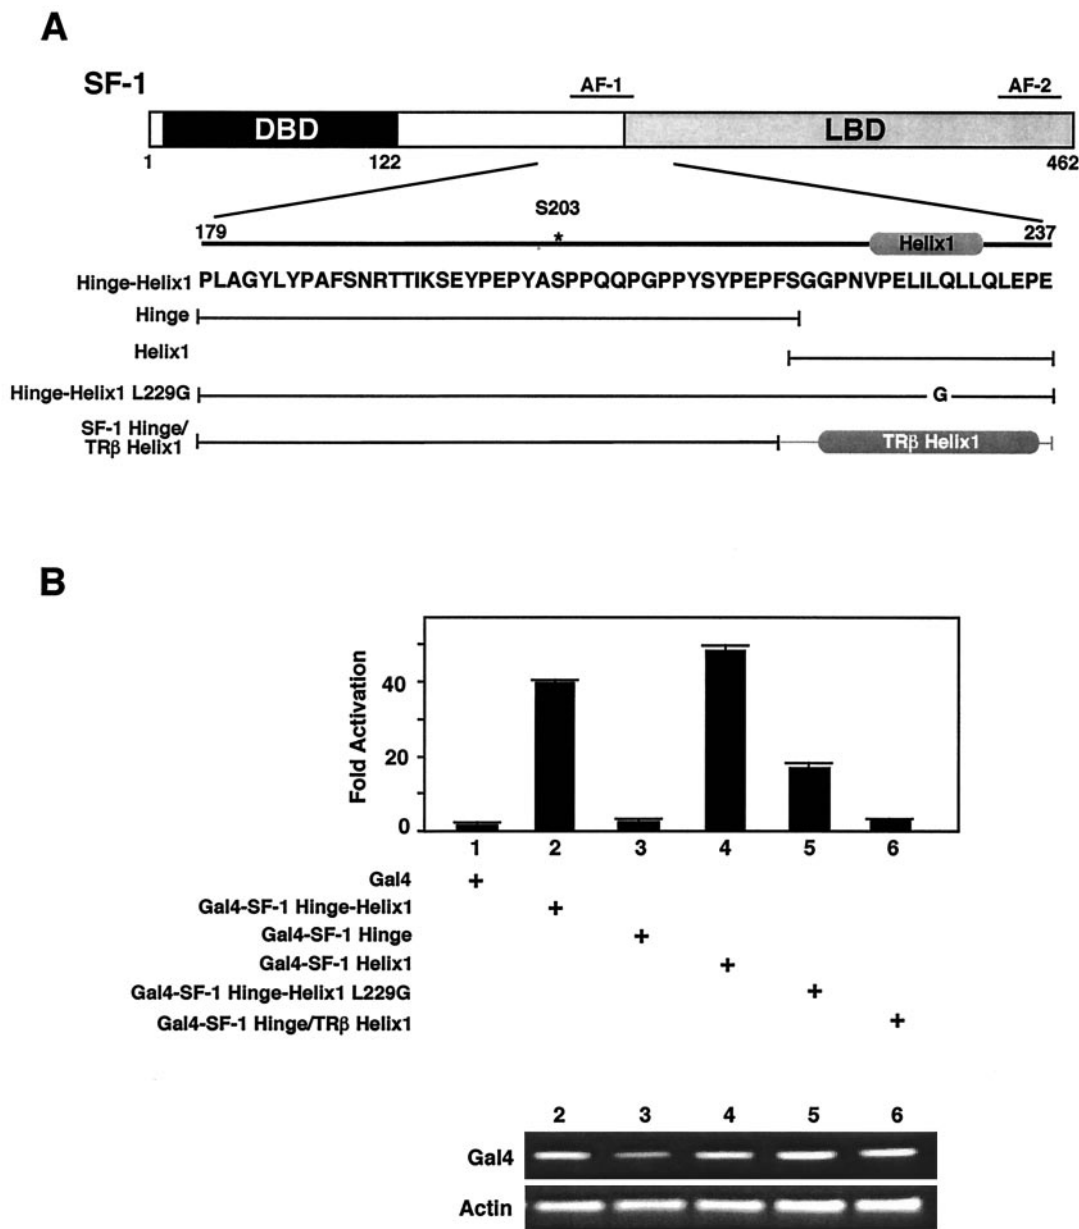 A
SF-1
AF-1
AF-2
DBD
LBD
1
122
462
S203
179
*
237
Helix1
Hinge-Helix1 PLAGYLYPAFSNRTTIKSEYPEPYASPPQQPGPPYSYPEPFSGGPNVPELILQLLQLEPE
Hinge
Helix1
Hinge-Helix1 L229G
G
SF-1 Hinge/
TRβ Helix1
TRβ Helix1
B
Fold Activation
40
20
0
1 2 3 4 5 6
Gal4 +
Gal4-SF-1 Hinge-Helix1 +
Gal4-SF-1 Hinge +
Gal4-SF-1 Helix1 +
Gal4-SF-1 Hinge-Helix1 L229G +
Gal4-SF-1 Hinge/TRβ Helix1 +
2 3 4 5 6
Gal4
Actin